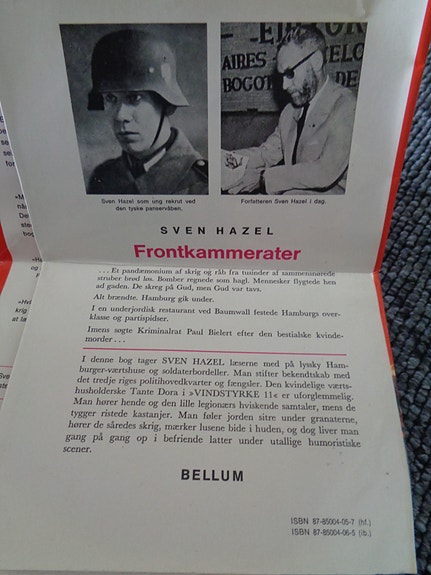 EJE
AIRES
ELO
BOGOT
DE
Sven Hazel som ung rekrut ved
den tyske panservåben.
Forfatteren Sven Hazel i dag.
SVEN HAZEL
Frontkammerater
. . . Et pandæmonium af skrig og råb fra tusinder af sammensnørede
struber brød løs. Bomber regnede som hagl. Mennesker flygtede hen
ad gaden. De skreg på Gud, men Gud var tavs.
Alt brændte. Hamburg gik under.
I en underjordisk restaurant ved Baumwall festede Hamburgs over-
klasse og partispidser.
Imens søgte Kriminalrat Paul Bielert efter den bestialske kvinde-
morder . . .
I denne bog tager SVEN HAZEL læserne med på lyssky Ham-
burger-værtshuse og soldaterbordeller. Man stifter bekendtskab med
det tredje riges politihovedkvarter og fængsler. Den kvindelige værts-
husholderske Tante Dora i »VINDSTYRKE 11« er uforglemmelig.
Man hører hende og den lille legionærs hviskende samtaler, mens de
tygger ristede kastanjer. Man føler jorden sitre under granaterne,
hører de såredes skrig, mærker lusene bide i huden, og dog liver man
gang på gang op i befriende latter under utallige humoristiske
scener.
BELLUM
ISBN 87-85004-05-7 (hf.)
ISBN 87-85004-06-5 (ib.)